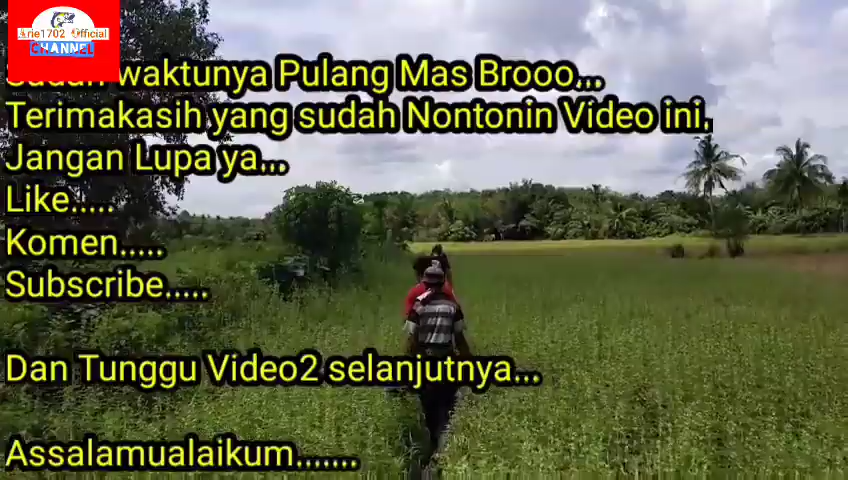 Arie1702 Official
CHANNEL
Sudah waktunya Pulang Mas Brooo...
Terimakasih yang sudah Nontonin Video ini.
Jangan Lupa ya...
Like.....
Komen.....
Subscribe.....
Dan Tunggu Video2 selanjutnya...
Assalamualaikum.......